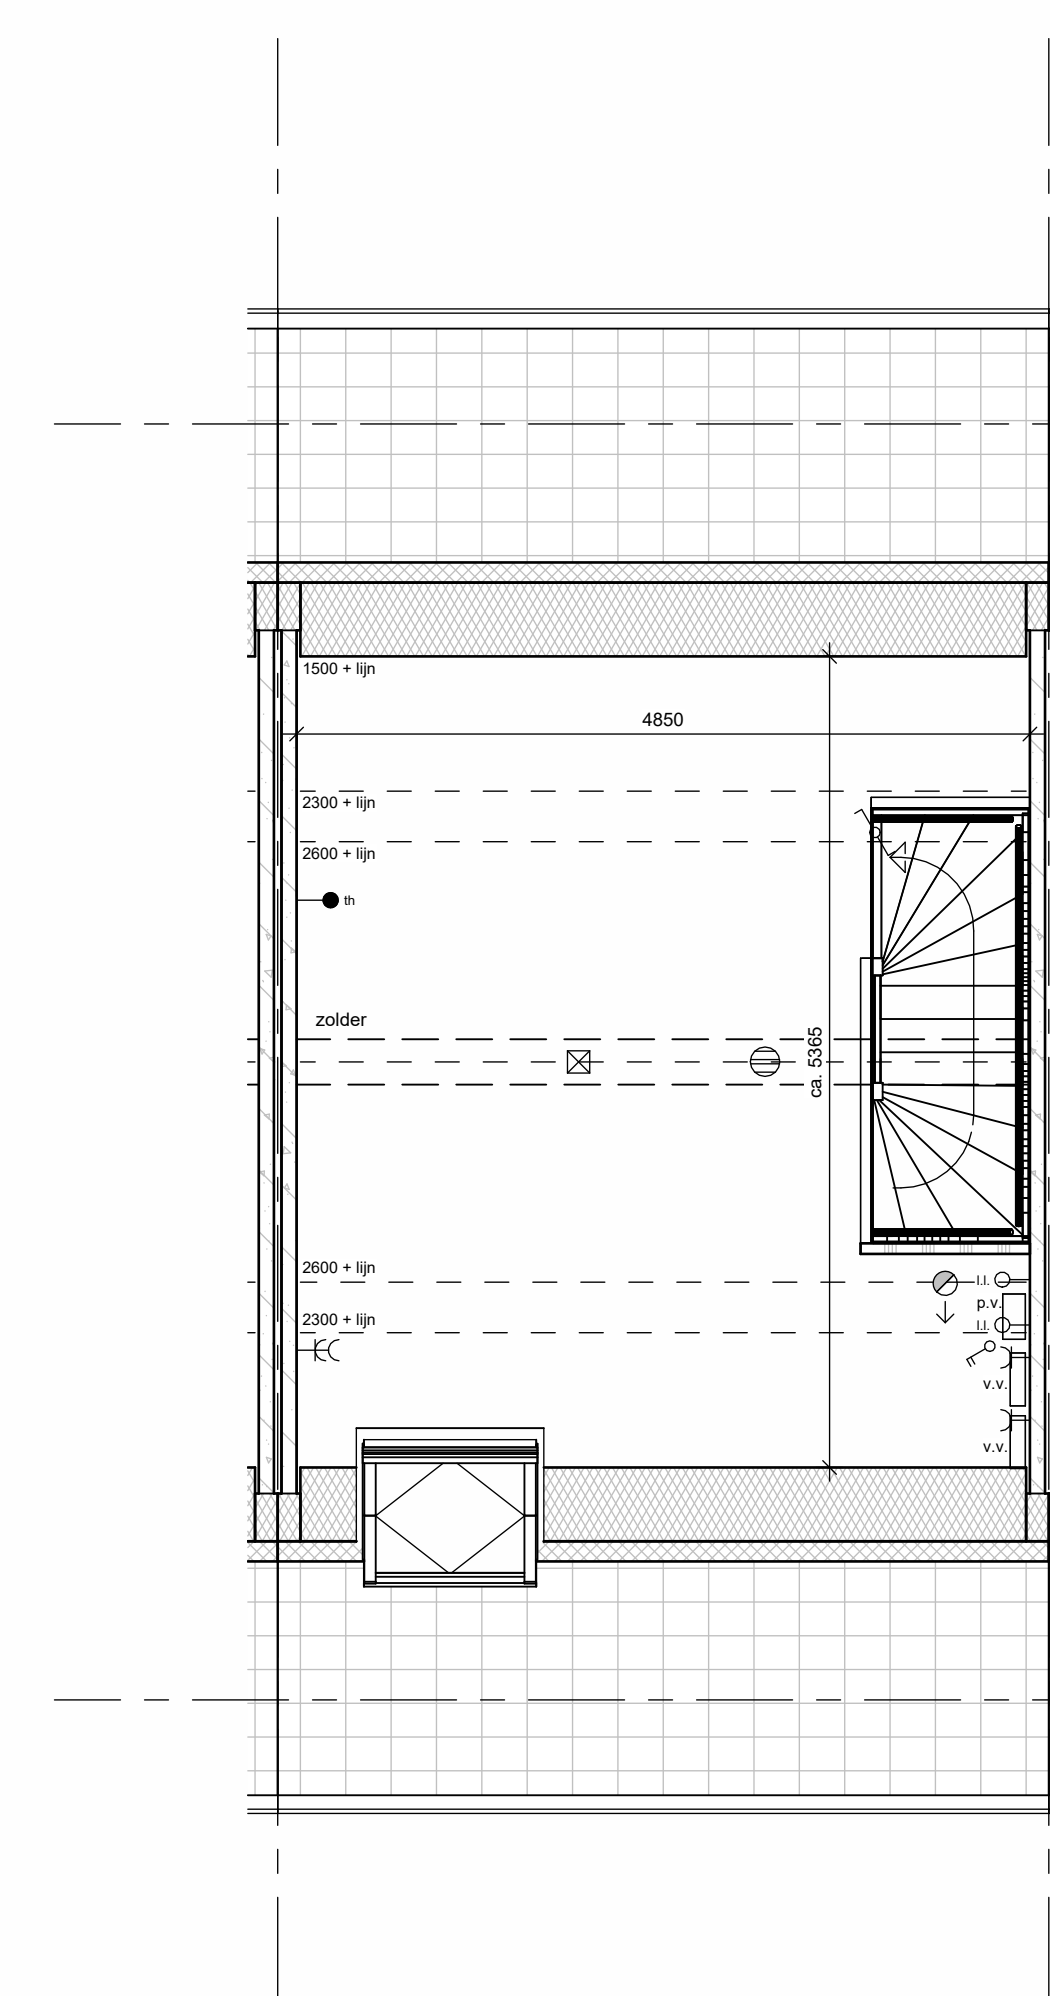 1500 + lijn
4850
2300 + lijn
2600 + lijn
th
zolder
ca. 5365
2600 + lijn
l.l.
p.v.
2300 + lijn
l.l.
v.v.
v.v.